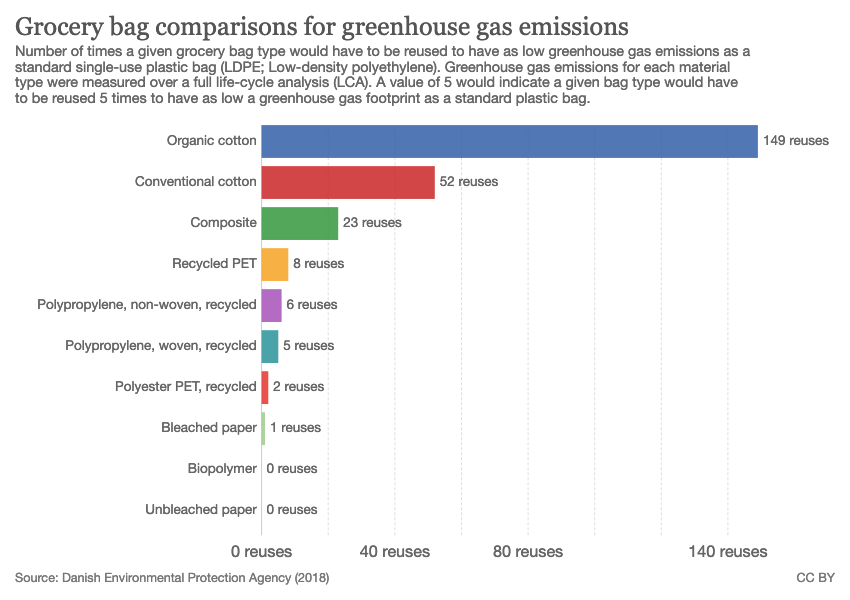 Grocery bag comparisons for greenhouse gas emissions
Number of times a given grocery bag type would have to be reused to have as low greenhouse gas emissions as a
standard single-use plastic bag (LDPE; Low-density polyethylene). Greenhouse gas emissions for each material
type were measured over a full life-cycle analysis (LCA). A value of 5 would indicate a given bag type would have
to be reused 5 times to have as low a greenhouse gas footprint as a standard plastic bag.
Organic cotton 149 reuses
Conventional cotton 52 reuses
Composite 23 reuses
Recycled PET 8 reuses
Polypropylene, non-woven, recycled 6 reuses
Polypropylene, woven, recycled 5 reuses
Polyester PET, recycled 2 reuses
Bleached paper 1 reuses
Biopolymer 0 reuses
Unbleached paper 0 reuses
0 reuses 40 reuses 80 reuses 140 reuses
Source: Danish Environmental Protection Agency (2018) CC BY